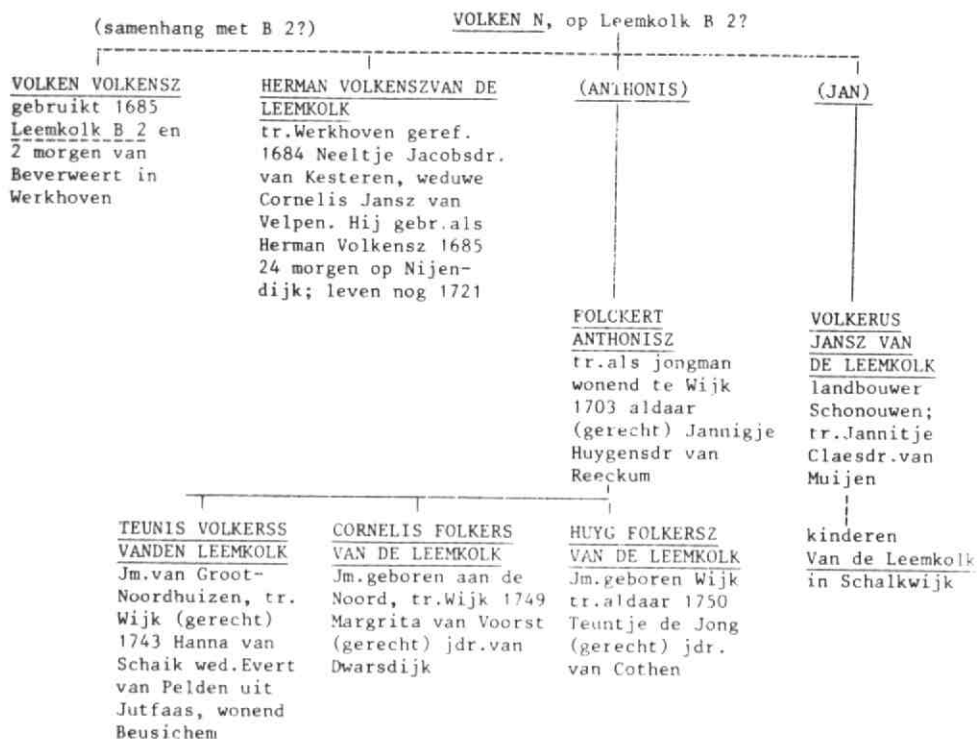 VOLKEN N, op Leemkolk B 2?
(samenhang met B 2?)
VOLKEN VOLKENSZ
gebruikt 1685
Leemkolk B 2 en
2 morgen van
Beverweert in
Werkhoven
HERMAN VOLKENSZVAN DE
LEEMKOLK
tr.Werkhoven geref.
1684 Neeltje Jacobsdr.
van Kesteren, weduwe
Cornelis Jansz van
Velpen. Hij gebr.als
Herman Volkensz 1685
24 morgen op Nijen-
dijk; leven nog 1721
(ANTHONIS)
(JAN)
FOLCKERT
ANTHONISZ
tr.als jongman
wonend te Wijk
1703 aldaar
(gerecht) Jannigje
Huygensdr van
Reeckum
VOLKERUS
JANSZ VAN
DE LEEMKOLK
landbouwer
Schonouwen;
tr.Jannitje
Claesdr.van
Muijen
TEUNIS VOLKERSS
VANDEN LEEMKOLK
Jm.van Groot-
Noordhuizen, tr.
Wijk (gerecht)
1743 Hanna van
Schaik wed.Evert
van Pelden uit
Jutfaas, wonend
Beusichem
CORNELIS FOLKERS
VAN DE LEEMKOLK
Jm.geboren aan de
Noord, tr.Wijk 1749
Margrita van Voorst
(gerecht) jdr.van
Dwarsdijk
HUYG FOLKERSZ
VAN DE LEEMKOLK
Jm.geboren Wijk
tr.aldaar 1750
Teuntje de Jong
(gerecht) jdr.
van Cothen
kinderen
Van de Leemkolk
in Schalkwijk